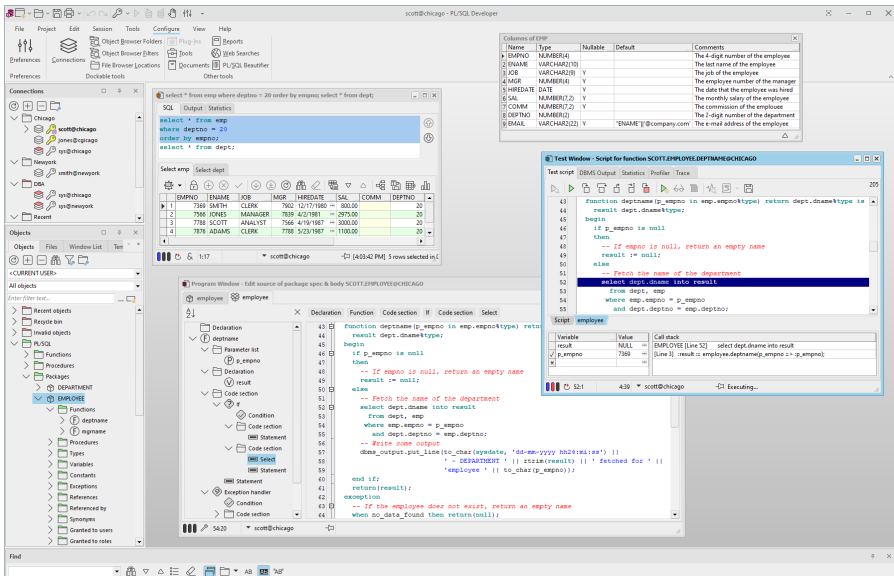 scott@chicago - PL/SQL Developer
File Project Edit Session Tools Configure View Help
Preferences
Connections
Object Browser Folders
Object Browser Filters
File Browser Locations
Plug-ins
Tools
Documents
Reports
Web Searches
PL/SQL Beautifier
Preferences Dockable tools Other tools
Connections
Chicago
scott@chicago
jones@cgicago
sys@chicago
Newyork
smith@newyork
DBA
sys@chicago
sys@chicago
Recent
Objects
Objects Files Window List
<CURRENT USER>
All objects
Enter filter text...
Recent objects
Recycle bin
Invalid objects
PL/SQL
Functions
Procedures
Packages
DEPARTMENT
EMPLOYEE
Functions
deptname
mgrname
Procedures
Types
Variables
Constants
Exceptions
References
Referenced by
Synonyms
Granted to users
Granted to roles
select * from emp where deptno = 20 order by empno; select * from dept;
SQL Output Statistics
select * from emp
where deptno = 20
order by empno;
select * from dept;
Select emp Select dept
EMPNO ENAME JOB MGR HIREDATE SAL COMM DEPTNO
1 7369 SMITH CLERK 7902 12/17/1980 800.00 20
2 7566 JONES MANAGER 7839 4/2/1981 2975.00 20
3 7788 SCOTT ANALYST 7566 4/19/1987 3000.00 20
4 7876 ADAMS CLERK 7788 5/23/1987 1100.00 20
1:17 scott@chicago [4:03:42 PM] 5 rows selected in
Columns of EMP
Name Type Nullable Default Comments
EMPNO NUMBER(4) The 4-digit number of the employee
ENAME VARCHAR2(10) The last name of the employee
JOB VARCHAR2(9) Y The job of the employee
MGR NUMBER(4) Y The employee number of the manager
HIREDATE DATE Y The date that the employee was hired
SAL NUMBER(7,2) Y The monthly salary of the employee
COMM NUMBER(7,2) Y The commission of the employee
DEPTNO NUMBER(2) The 2-digit number of the department
EMAIL VARCHAR2(22) Y "ENAME"||'@company.com' The e-mail address of the employee
Test Window - Script for function SCOTT.EMPLOYEE.DEPTNAME@CHICAGO
Test script DBMS Output Statistics Profiler Trace
205
43 function deptname(p_empno in emp.empno%type) return dept.dname%type is
44 result dept.dname%type;
45 begin
46 if p_empno is null
47 then
48 -- If empno is null, return an empty name
49 result := null;
50 else
51 -- Fetch the name of the department
52 select dept.dname into result
53 from dept, emp
54 where emp.empno = p_empno
55 and dept.deptno = emp.deptno;
Script employee
Variable Value
result NULL
p_empno 7369
Call stack
EMPLOYEE [Line 52] select dept.dname into result
[Line 3] :result := employee.deptname(p_empno => :p_empno);
52:1 4:39 scott@chicago Executing...
Program Window - Edit source of package spec & body SCOTT.EMPLOYEE@CHICAGO
employee employee
Declaration Function Code section If Code section Select
Declaration
deptname
Parameter list
p_empno
Declaration
result
Code section
If
Condition
Code section
Statement
Code section
Select
Statement
Statement
Exception handler
Condition
Code section
43 function deptname(p_empno in emp.empno%type)
44 result dept.dname%type;
45 begin
46 if p_empno is null
47 then
48 -- If empno is null, return an empty name
49 result := null;
50 else
51 -- Fetch the name of the department
52 select dept.dname into result
53 from dept, emp
54 where emp.empno = p_empno
55 and dept.deptno = emp.deptno;
56 -- Write some output
57 dbms_output.put_line(to_char(sysdate, 'dd-mm-yyyy hh24:mi:ss') ||
58 ' - DEPARTMENT ' || rtrim(result) || ' fetched for ' ||
59 'employee ' || to_char(p_empno));
60 end if;
61 return(result);
62 exception
63 -- If the employee does not exist, return an empty name
64 when no_data_found then return(null);
54:20 scott@chicago
Find
AB "AB"